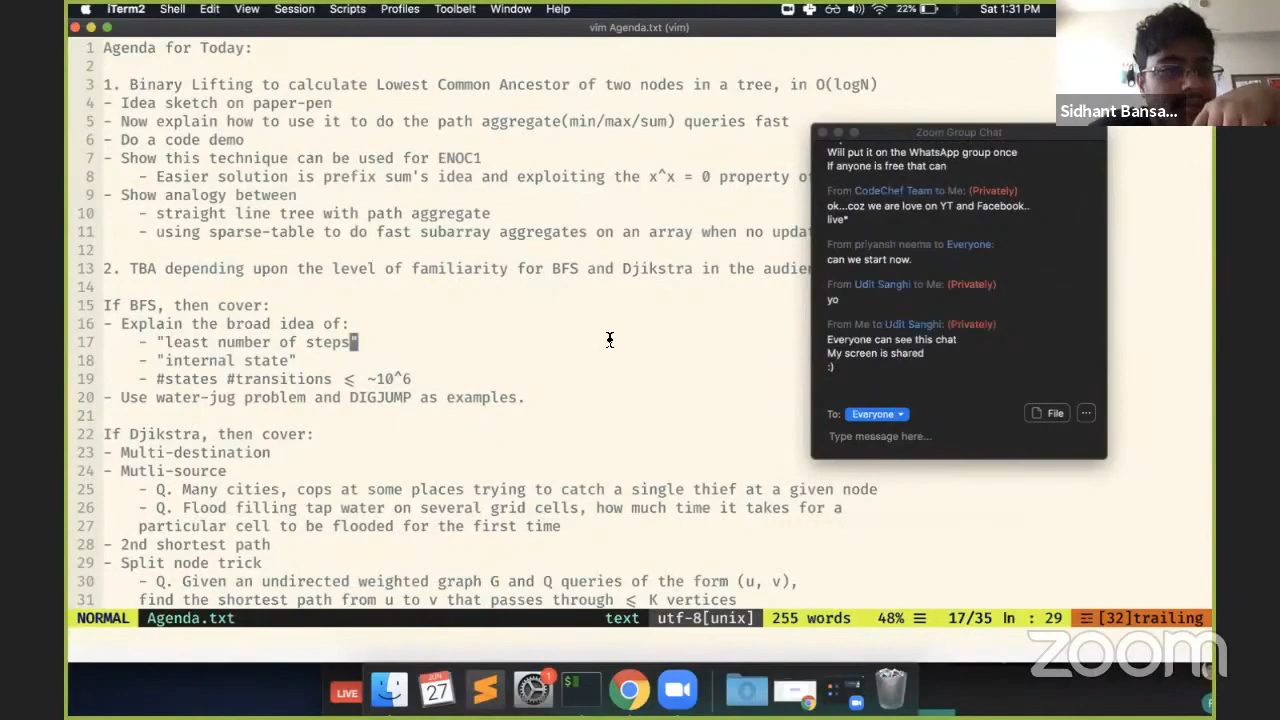 iTerm2 Shell Edit View Session Scripts Profiles Toolbelt Window Help 22% Sat 1:31 PM
vim Agenda.txt (vim)
1 Agenda for Today:
2
3 1. Binary Lifting to calculate Lowest Common Ancestor of two nodes in a tree, in O(logN)
4 - Idea sketch on paper-pen
5 - Now explain how to use it to do the path aggregate(min/max/sum) queries fast
6 - Do a code demo
7 - Show this technique can be used for ENOC1
8 - Easier solution is prefix sum's idea and exploiting the x^x = 0 property
9 - Show analogy between
10 - straight line tree with path aggregate
11 - using sparse-table to do fast subarray aggregates on an array when no
12
13 2. TBA depending upon the level of familiarity for BFS and Djikstra in the
14
15 If BFS, then cover:
16 - Explain the broad idea of:
17 - "least number of steps"
18 - "internal state"
19 - #states #transitions ⩽ ~10^6
20 - Use water-jug problem and DIGJUMP as examples.
21
22 If Djikstra, then cover:
23 - Multi-destination
24 - Mutli-source
25 - Q. Many cities, cops at some places trying to catch a single thief at a given node
26 - Q. Flood filling tap water on several grid cells, how much time it takes for a
27 particular cell to be flooded for the first time
28 - 2nd shortest path
29 - Split node trick
30 - Q. Given an undirected weighted graph G and Q queries of the form (u, v),
31 find the shortest path from u to v that passes through ⩽ K vertices
NORMAL Agenda.txt text utf-8[unix] 255 words 48% ☰ 17/35 ln : 29 ☲ [32]trailing
Sidhant Bansa...
Zoom Group Chat
Will put it on the WhatsApp group once
If anyone is free that can
From CodeChef Team to Me: (Privately)
ok...coz we are love on YT and Facebook..
live*
From priyansh neema to Everyone:
can we start now.
From Udit Sanghi to Me: (Privately)
yo
From Me to Udit Sanghi: (Privately)
Everyone can see this chat
My screen is shared
:)
To: Everyone File ...
Type message here...
zoom
LIVE
JUN
27
1
$